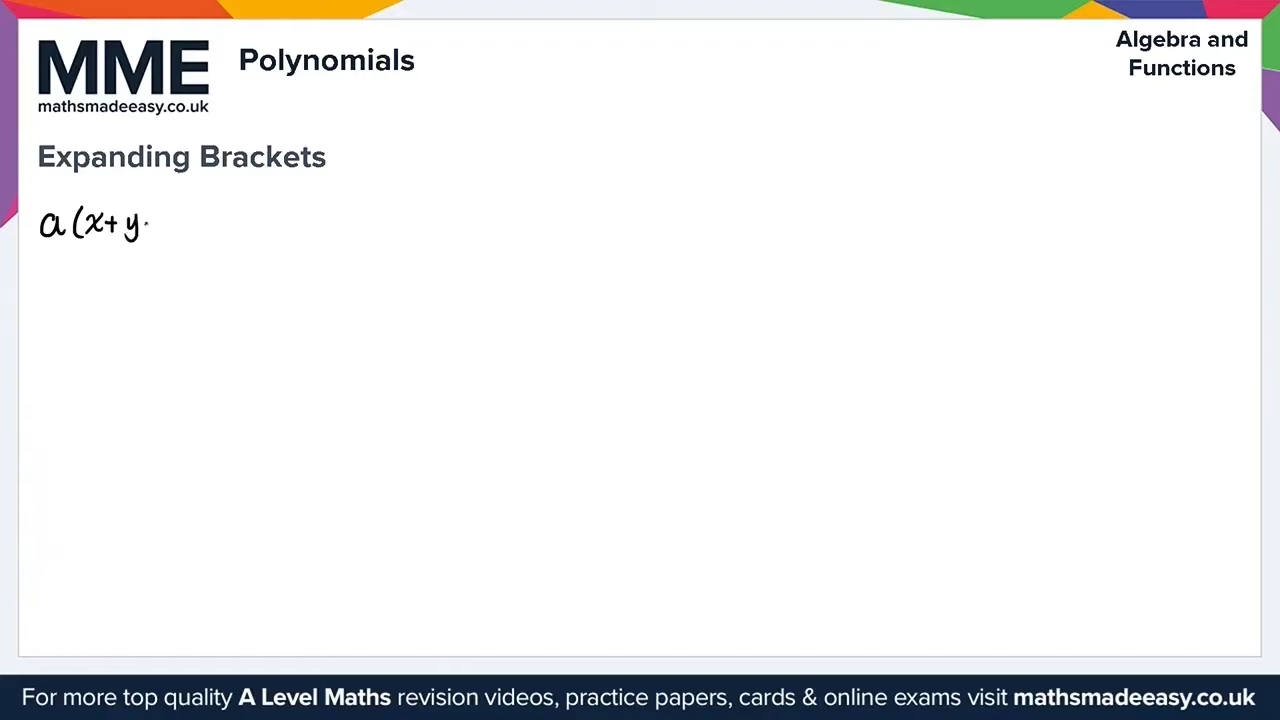 MME
mathsmadeeasy.co.uk
Polynomials
Algebra and
Functions
Expanding Brackets
a(x+y
For more top quality A Level Maths revision videos, practice papers, cards & online exams visit mathsmadeeasy.co.uk